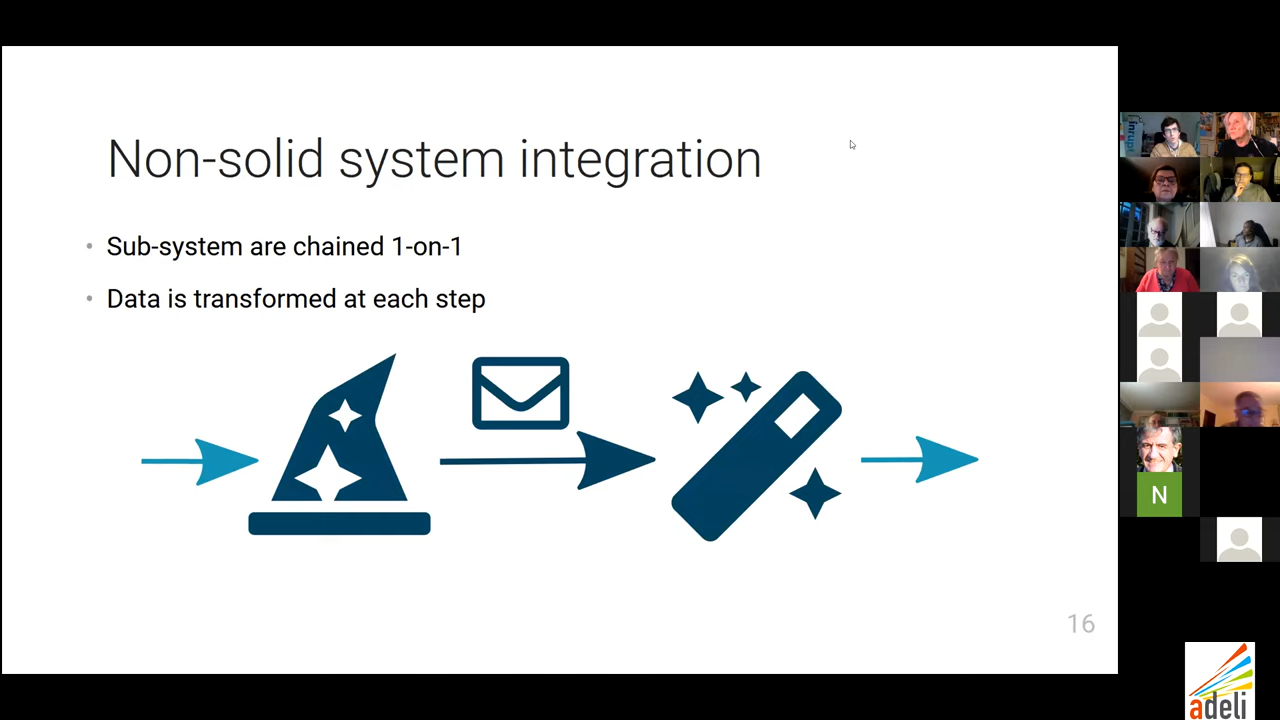 Non-solid system integration
• Sub-system are chained 1-on-1
• Data is transformed at each step
16
N
adeli